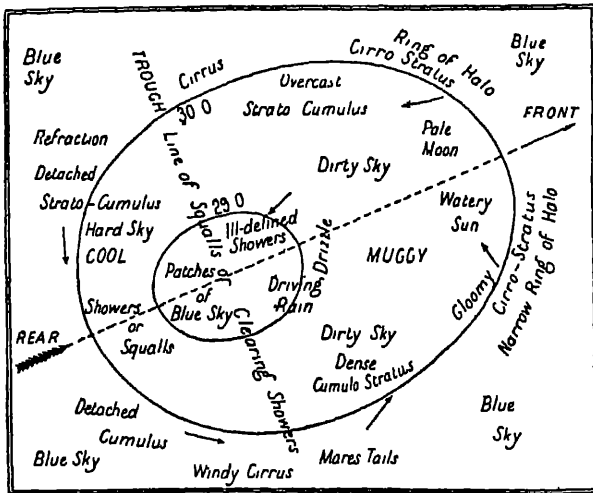 Blue
Sky
TROUGH Line of Squalls or Clearing Showers
Cirrus
Ring of Halo
Cirro Stratus
Blue
Sky
30 0
Overcast
Strato Cumulus
FRONT
Refraction
Pale
Moon
Detached
Strato-Cumulus
Hard Sky
COOL
Dirty Sky
29 0
Ill-defined
Showers
Watery
Sun
Patches
of
Blue Sky
Driving
Rain
Drizzle
MUGGY
Gloomy
Cirro-Stratus
Narrow Ring of Halo
Showers
or
Squalls
REAR
Dirty Sky
Dense
Cumulo Stratus
Detached
Cumulus
Blue
Sky
Blue Sky
Windy Cirrus
Mares Tails